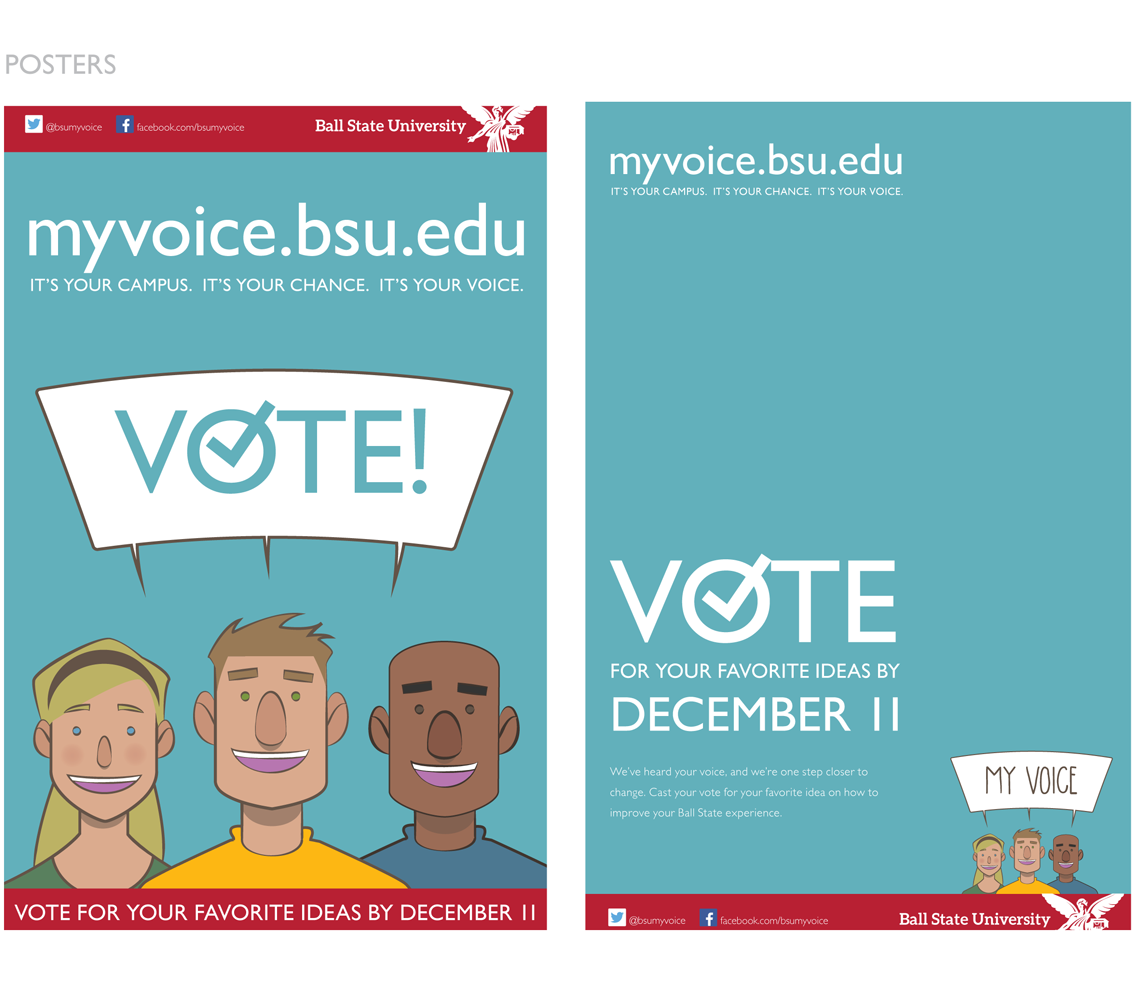 POSTERS
@bsumyvoice facebook.com/bsumyvoice Ball State University
myvoice.bsu.edu
IT'S YOUR CAMPUS. IT'S YOUR CHANCE. IT'S YOUR VOICE.
VOTE!
VOTE FOR YOUR FAVORITE IDEAS BY DECEMBER 11
myvoice.bsu.edu
IT'S YOUR CAMPUS. IT'S YOUR CHANCE. IT'S YOUR VOICE.
VOTE
FOR YOUR FAVORITE IDEAS BY
DECEMBER 11
We've heard your voice, and we're one step closer to
change. Cast your vote for your favorite idea on how to
improve your Ball State experience.
MY VOICE
@bsumyvoice facebook.com/bsumyvoice Ball State University